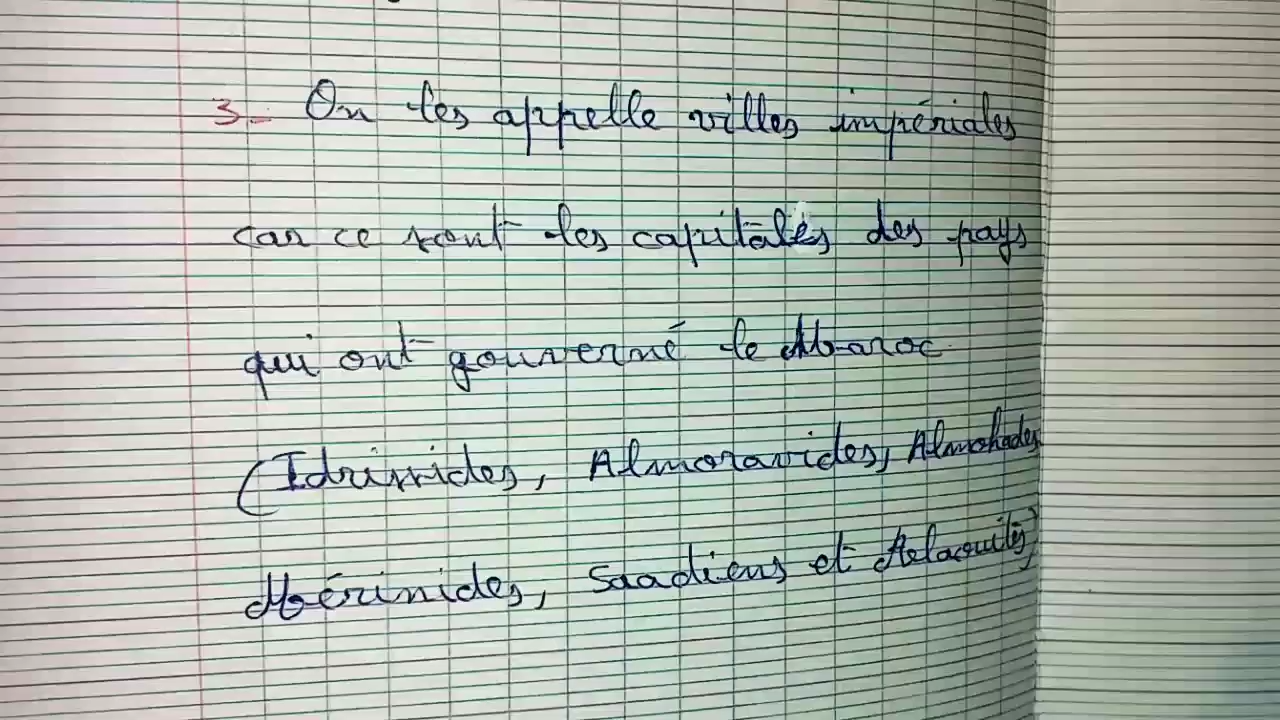 3- On les appelle villes impériales
car ce sont les capitales des pays
qui ont gouverné le Maroc
(Idrissides, Almoravides, Almohades
Mérinides, Saadiens et Aelaouites)